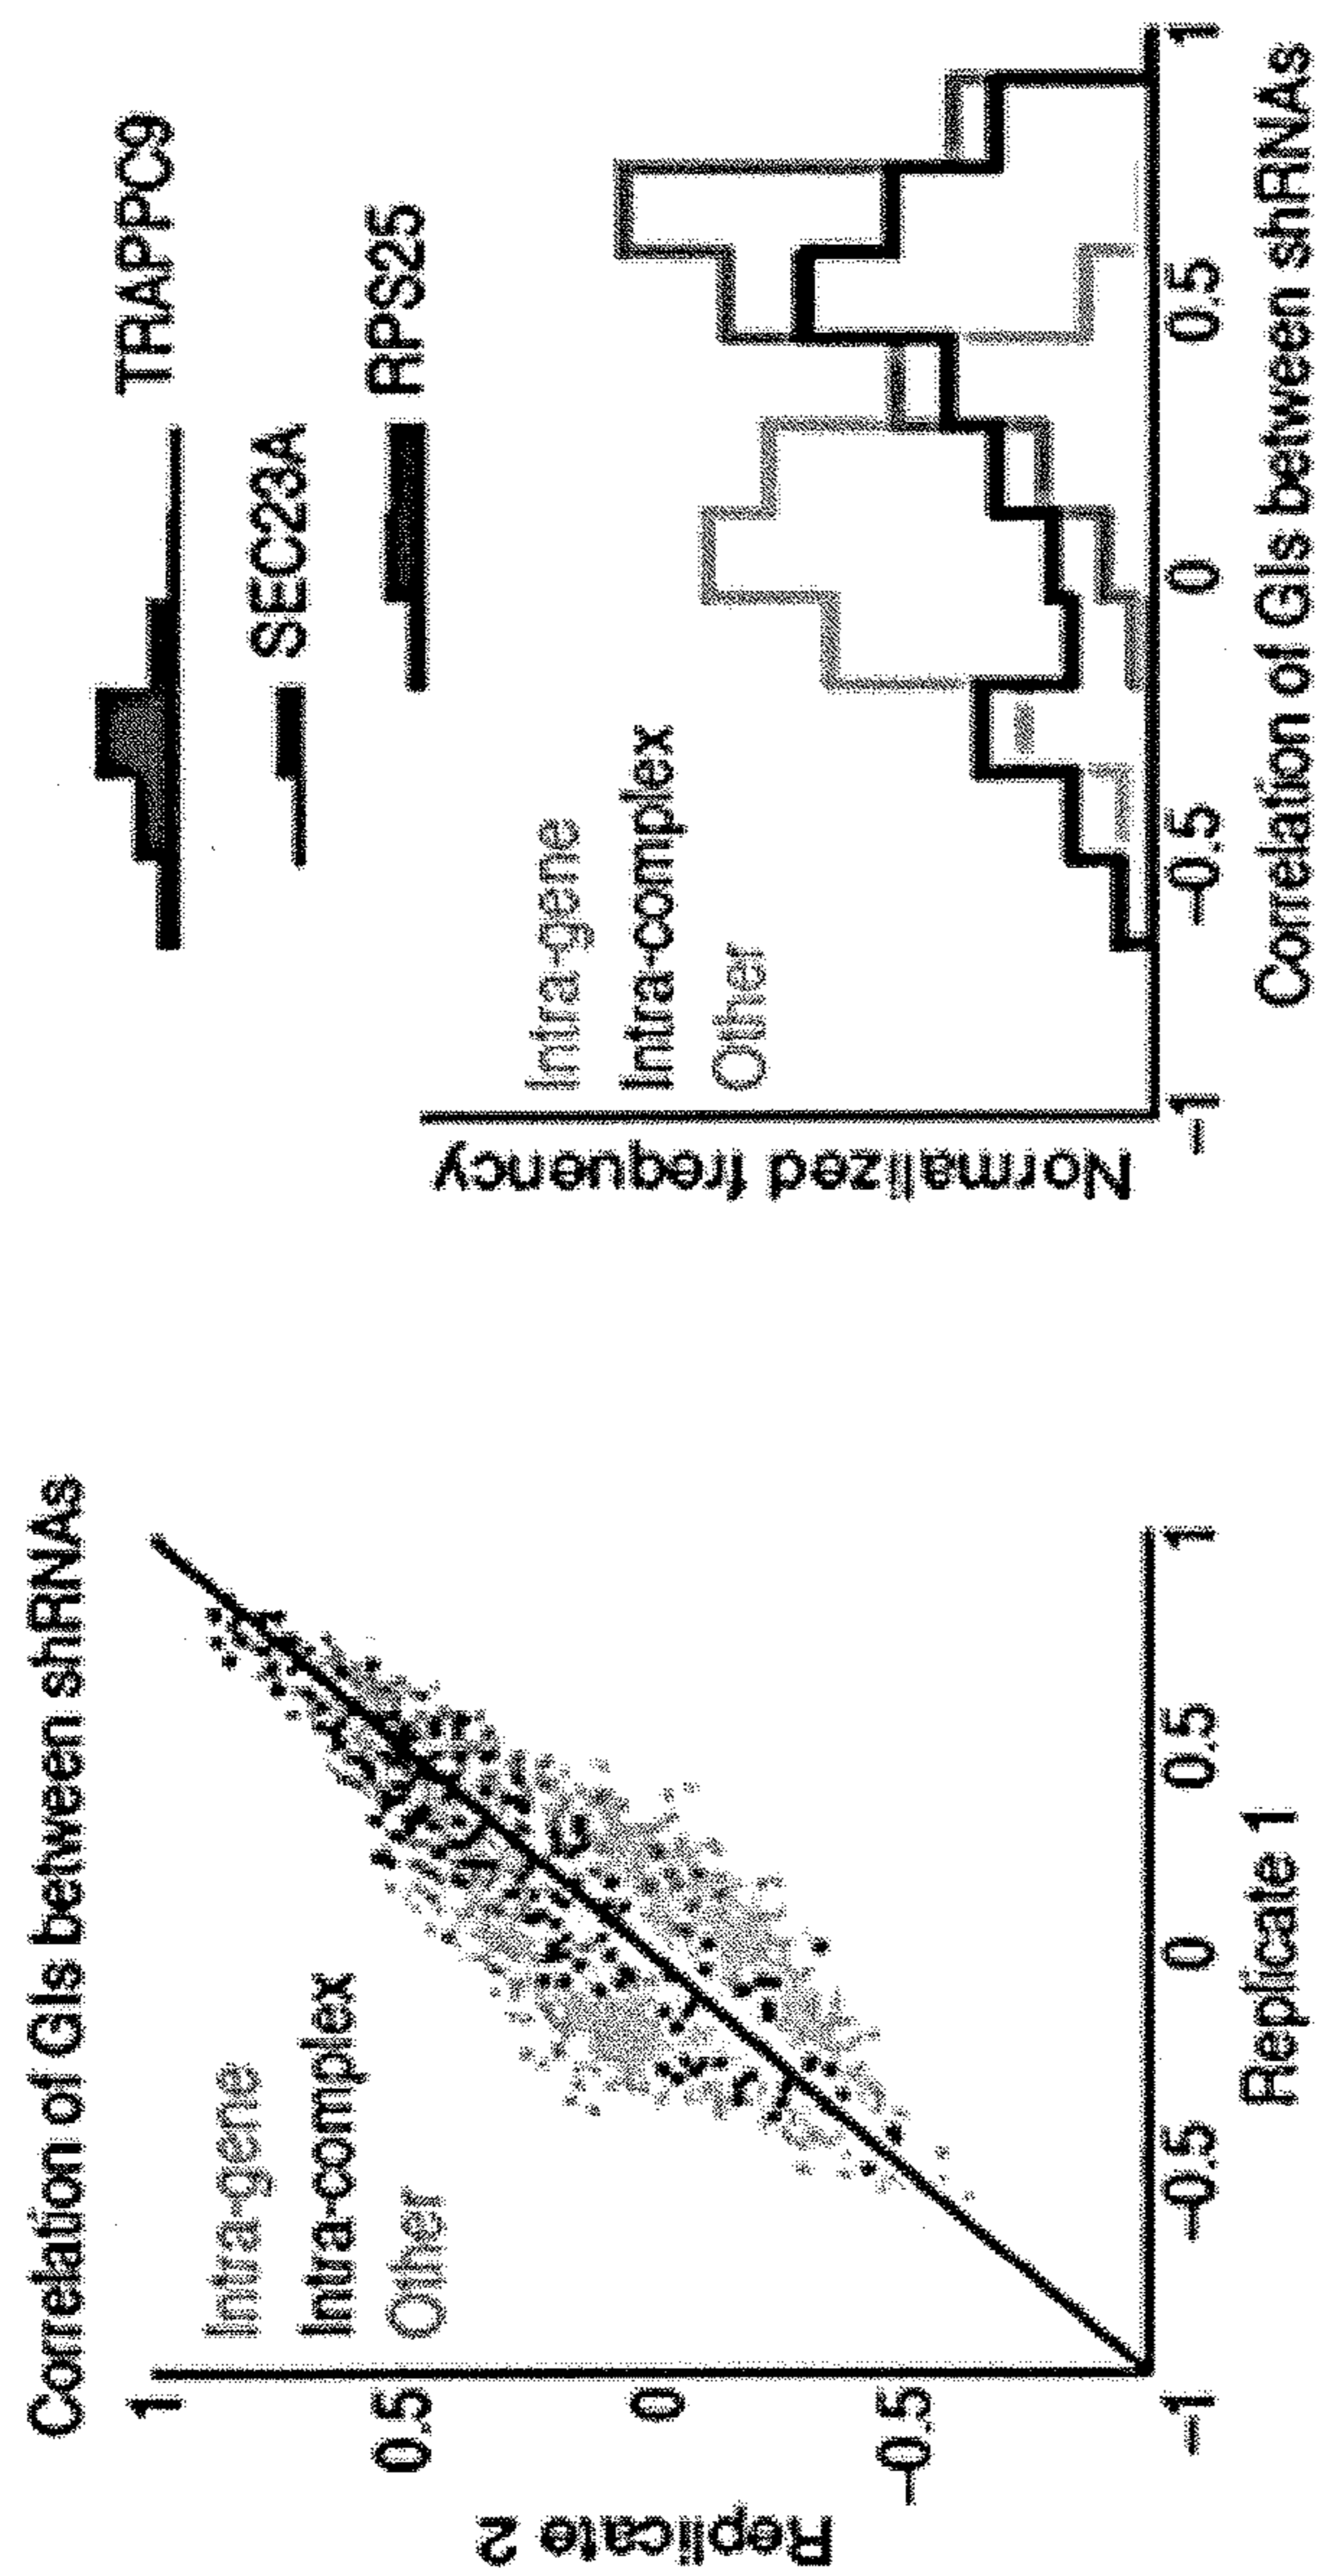 Correlation of GIs between shRNAs
Intra-gene
Intra-complex
Other
Replicate 2
1
0.5
0
−0.5
−1
−0.5
0
0.5
1
Replicate 1
TRAPPC9
SEC23A
RPS25
Intra-gene
Intra-complex
Other
Normalized frequency
−1
−0.5
0
0.5
1
Correlation of GIs between shRNAs